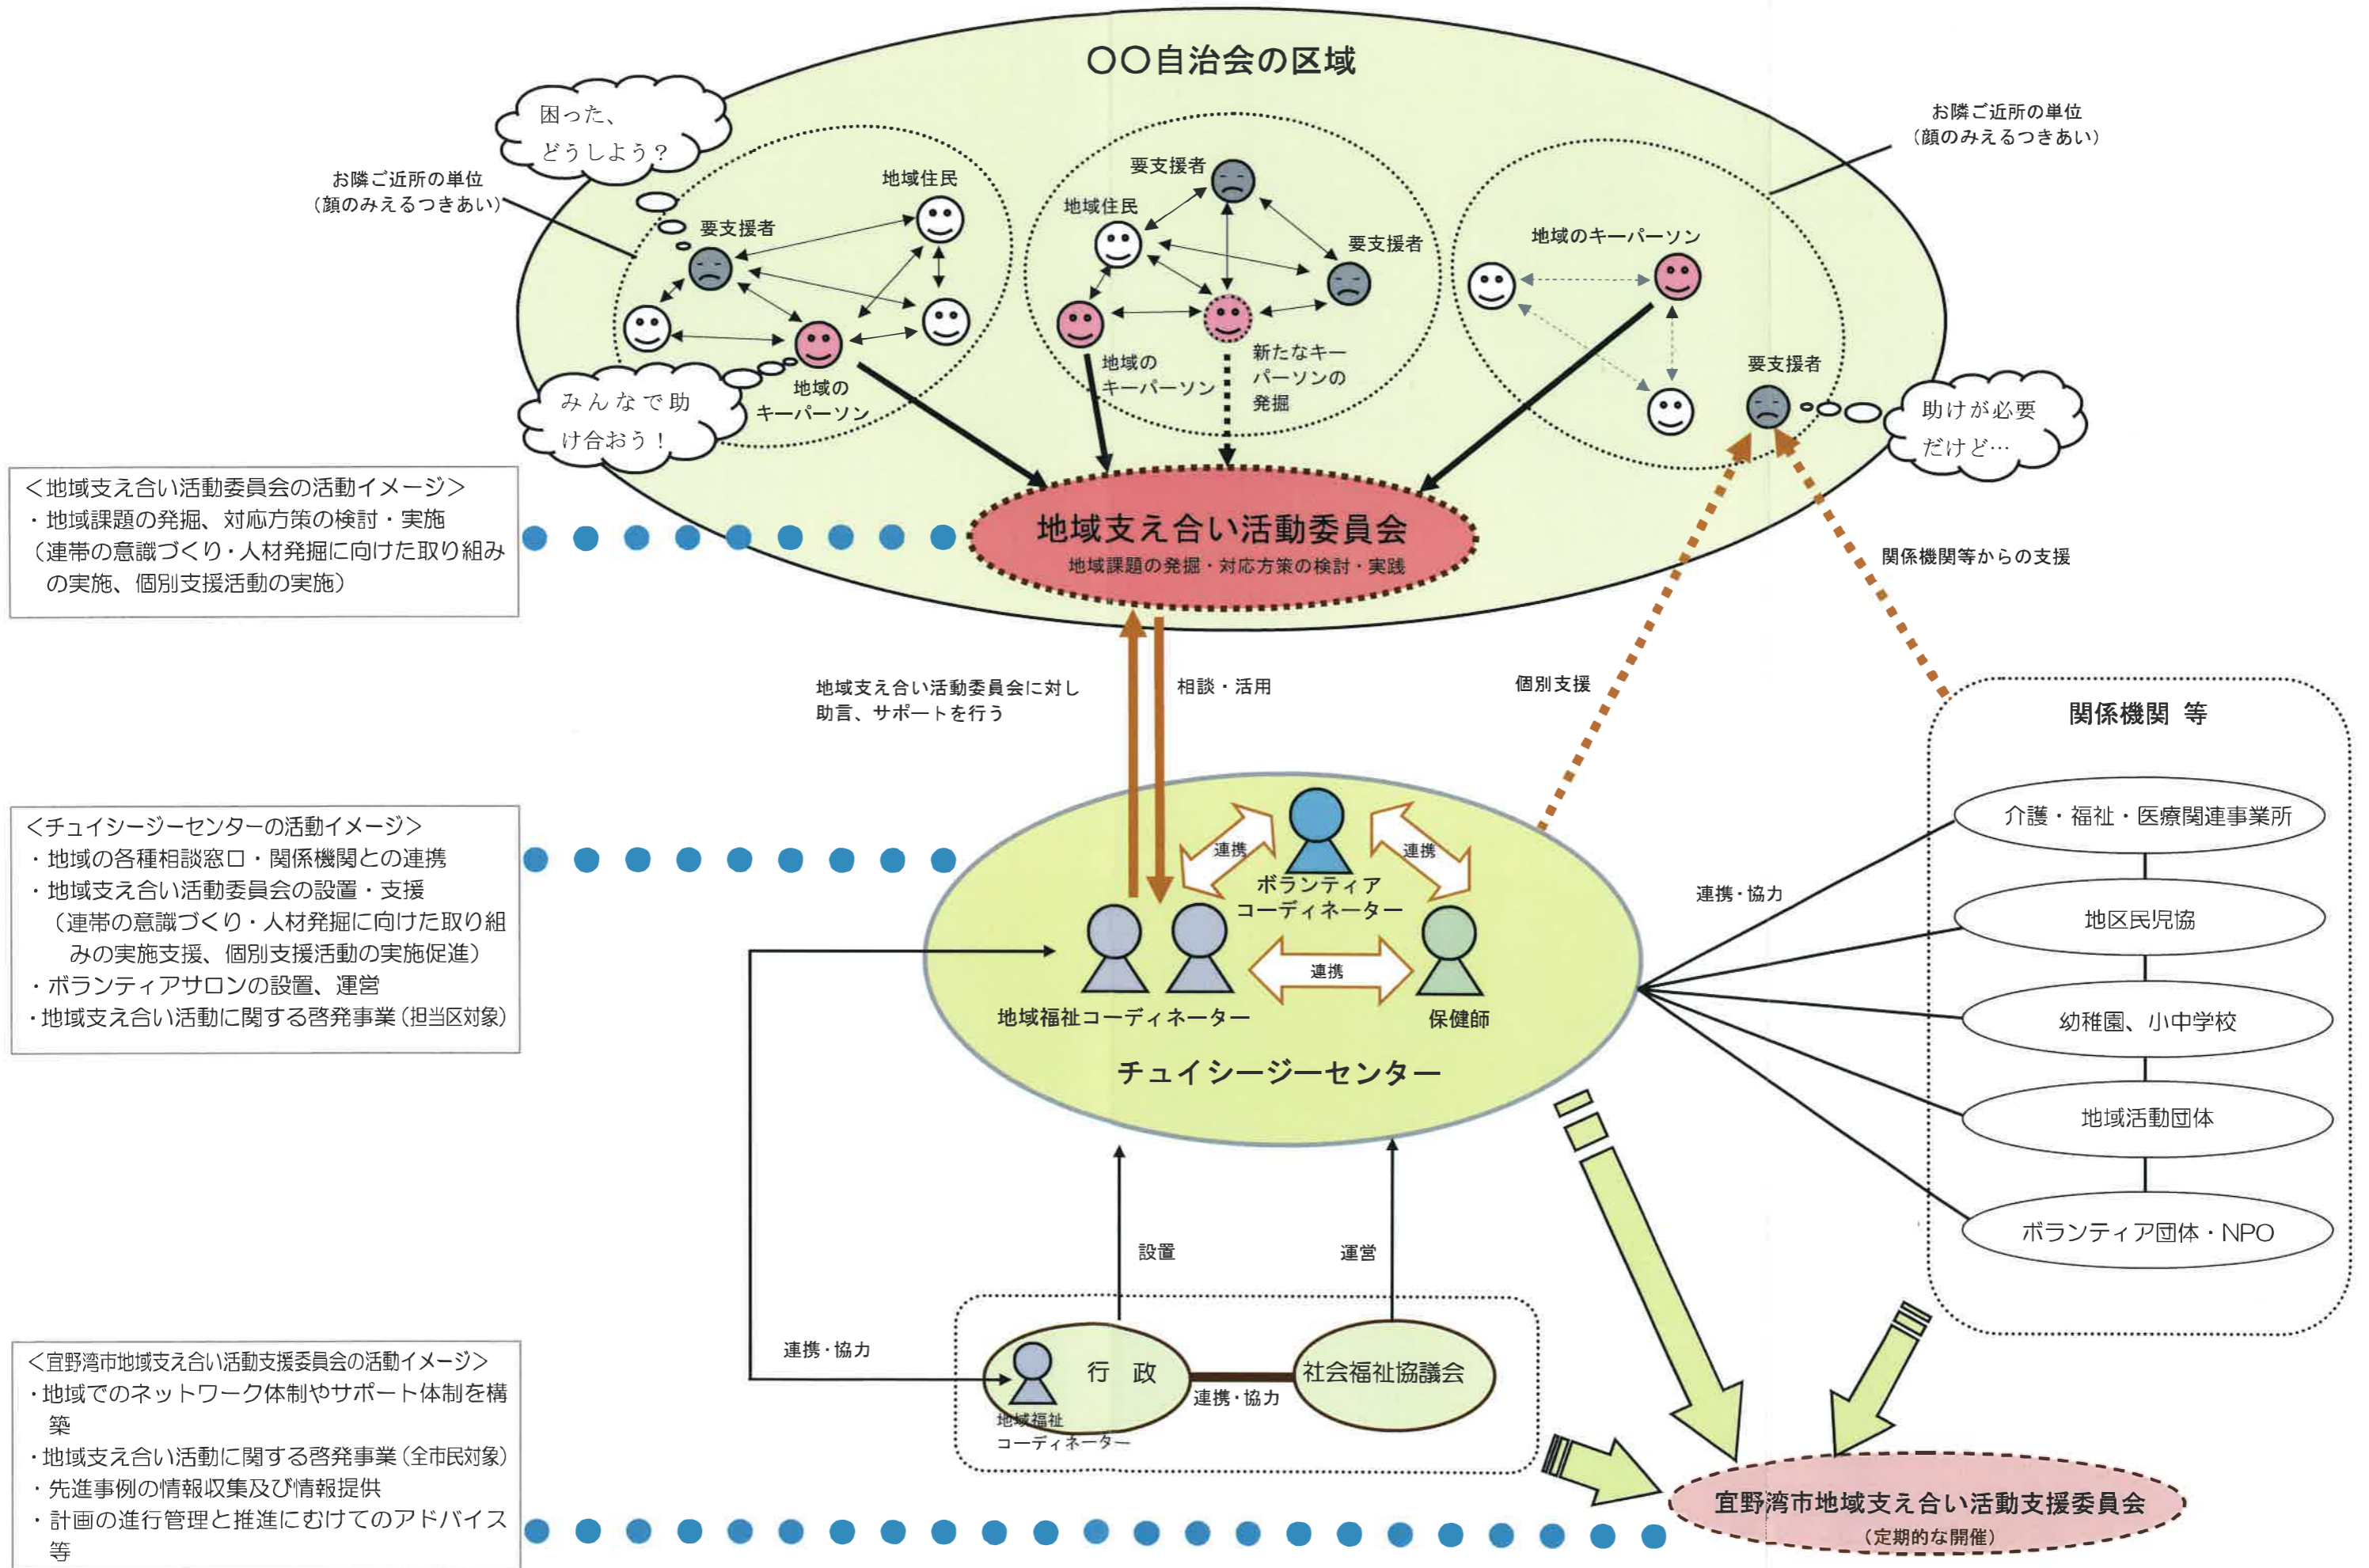 〇〇自治会の区域
困った、
どうしよう？
お隣ご近所の単位
（顔のみえるつきあい）
要支援者
地域住民
みんなで助
け合おう！
地域の
キーパーソン
要支援者
地域住民
要支援者
地域の
キーパーソン
新たなキー
パーソンの
発掘
お隣ご近所の単位
（顔のみえるつきあい）
地域のキーパーソン
要支援者
助けが必要
だけど…
地域支え合い活動委員会
地域課題の発掘・対応方策の検討・実践
＜地域支え合い活動委員会の活動イメージ＞
・地域課題の発掘、対応方策の検討・実施
（連帯の意識づくり・人材発掘に向けた取り組み
の実施、個別支援活動の実施）
関係機関等からの支援
地域支え合い活動委員会に対し
助言、サポートを行う
相談・活用
個別支援
＜チュイシージーセンターの活動イメージ＞
・地域の各種相談窓口・関係機関との連携
・地域支え合い活動委員会の設置・支援
（連帯の意識づくり・人材発掘に向けた取り組
みの実施支援、個別支援活動の実施促進）
・ボランティアサロンの設置、運営
・地域支え合い活動に関する啓発事業（担当区対象）
連携
連携
ボランティア
コーディネーター
連携
地域福祉コーディネーター
保健師
チュイシージーセンター
連携・協力
関係機関 等
介護・福祉・医療関連事業所
地区民児協
幼稚園、小中学校
地域活動団体
ボランティア団体・NPO
設置
運営
連携・協力
行 政
地域福祉
コーディネーター
連携・協力
社会福祉協議会
＜宜野湾市地域支え合い活動支援委員会の活動イメージ＞
・地域でのネットワーク体制やサポート体制を構
築
・地域支え合い活動に関する啓発事業（全市民対象）
・先進事例の情報収集及び情報提供
・計画の進行管理と推進にむけてのアドバイス
等
宜野湾市地域支え合い活動支援委員会
（定期的な開催）